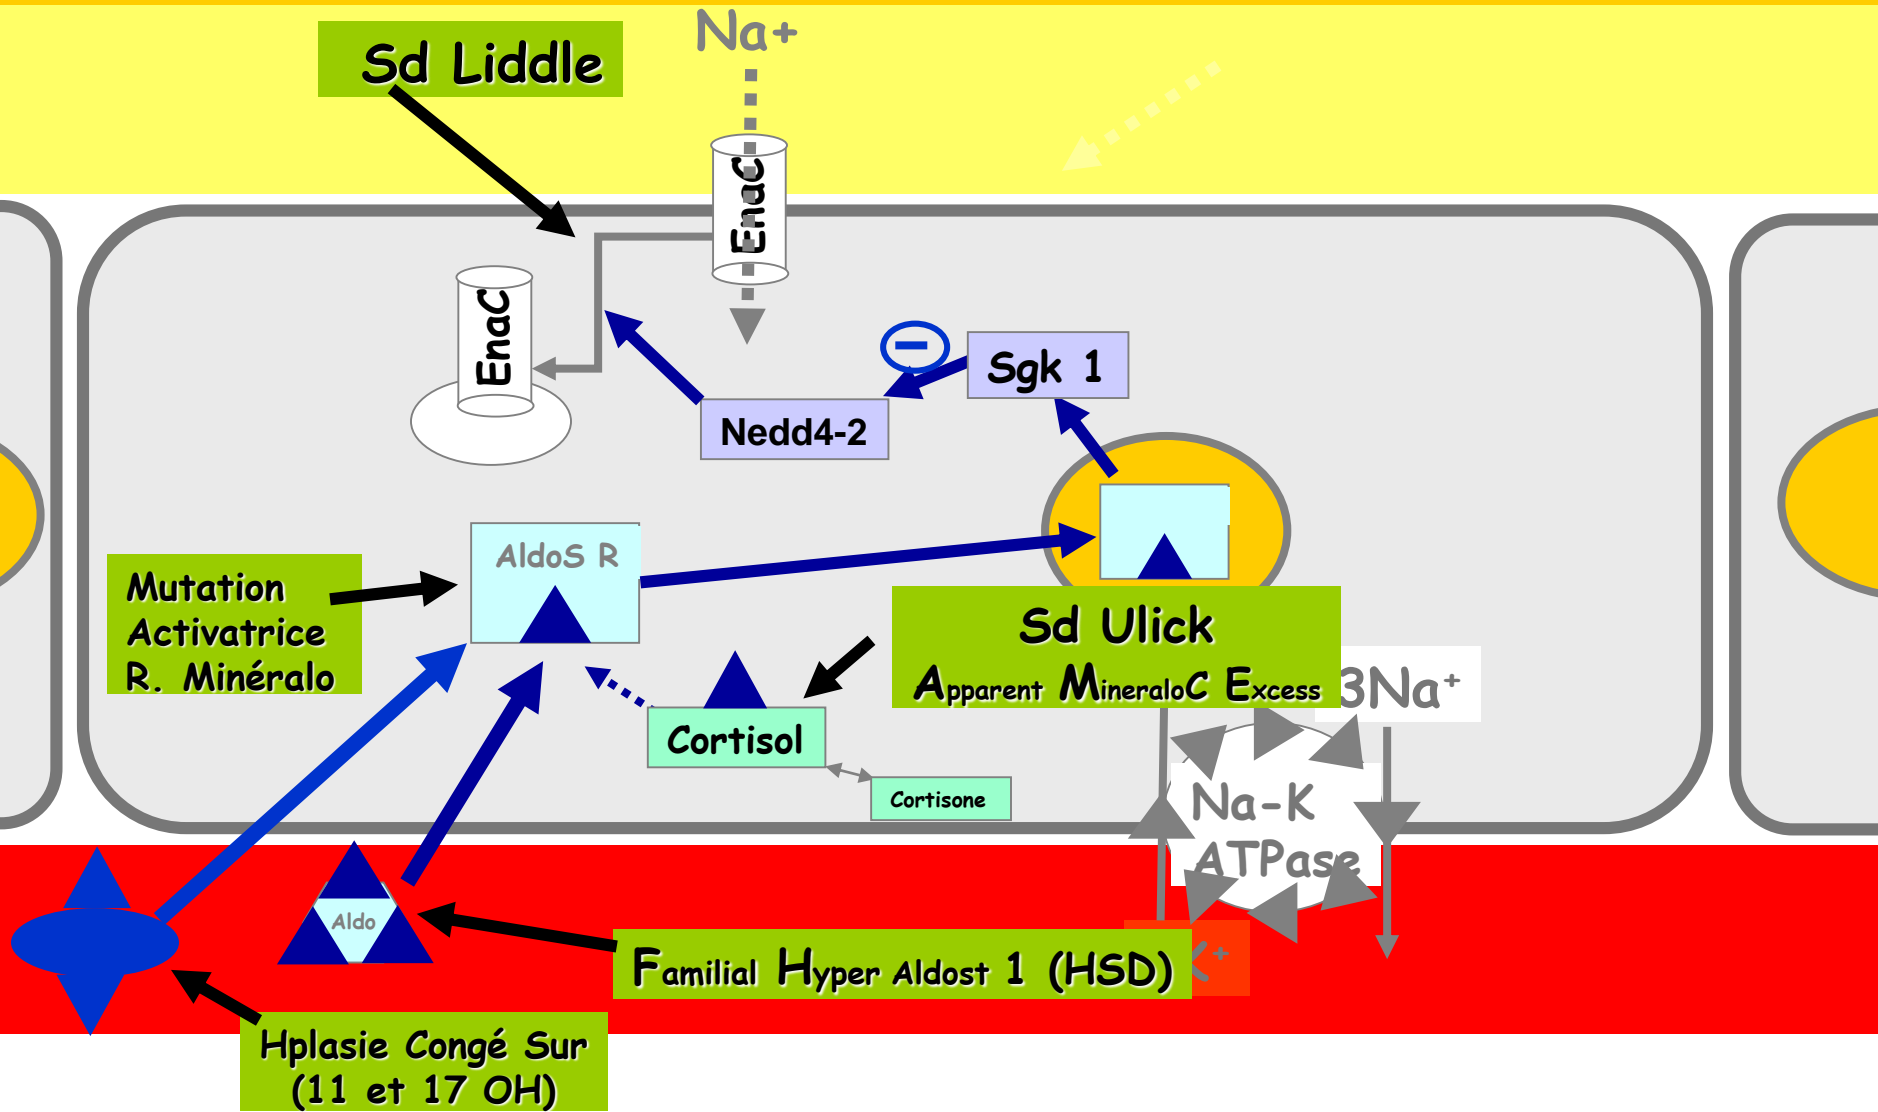 Na+
Sd Liddle
EnaC
EnaC
Sgk 1
Nedd4-2
AldoS R
Mutation
Activatrice
R. Minéralo
Sd Ulick
Apparent MineraloC Excess
3Na+
Cortisol
Cortisone
Na-K
ATPase
Aldo
Familial Hyper Aldost 1 (HSD)
K+
Hplasie Congé Sur
(11 et 17 OH)